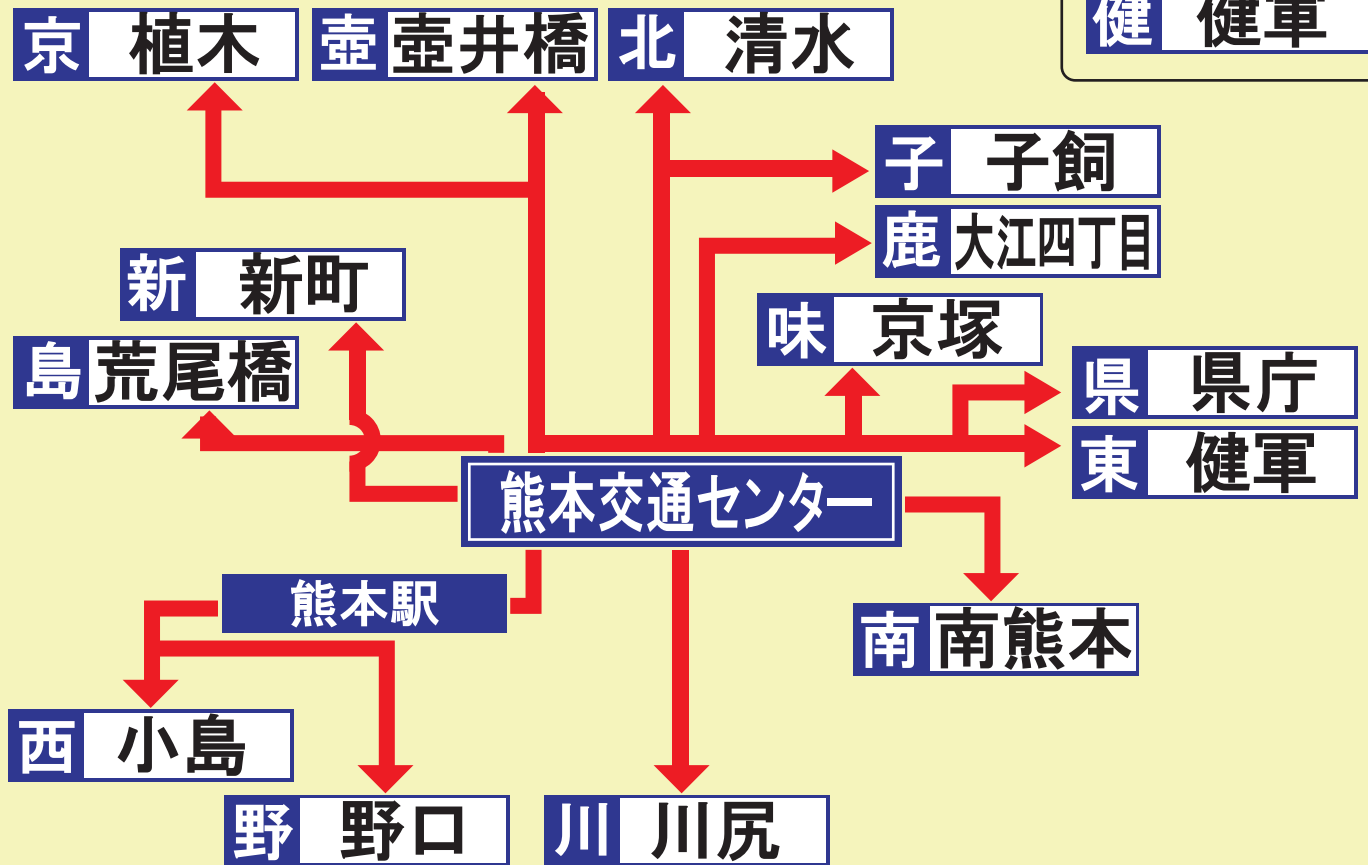 京 植木
壺 壺井橋
北 清水
健 健軍
子 子飼
鹿 大江四丁目
新 新町
味 京塚
島 荒尾橋
県 県庁
東 健軍
熊本交通センター
熊本駅
南 南熊本
西 小島
野 野口
川 川尻